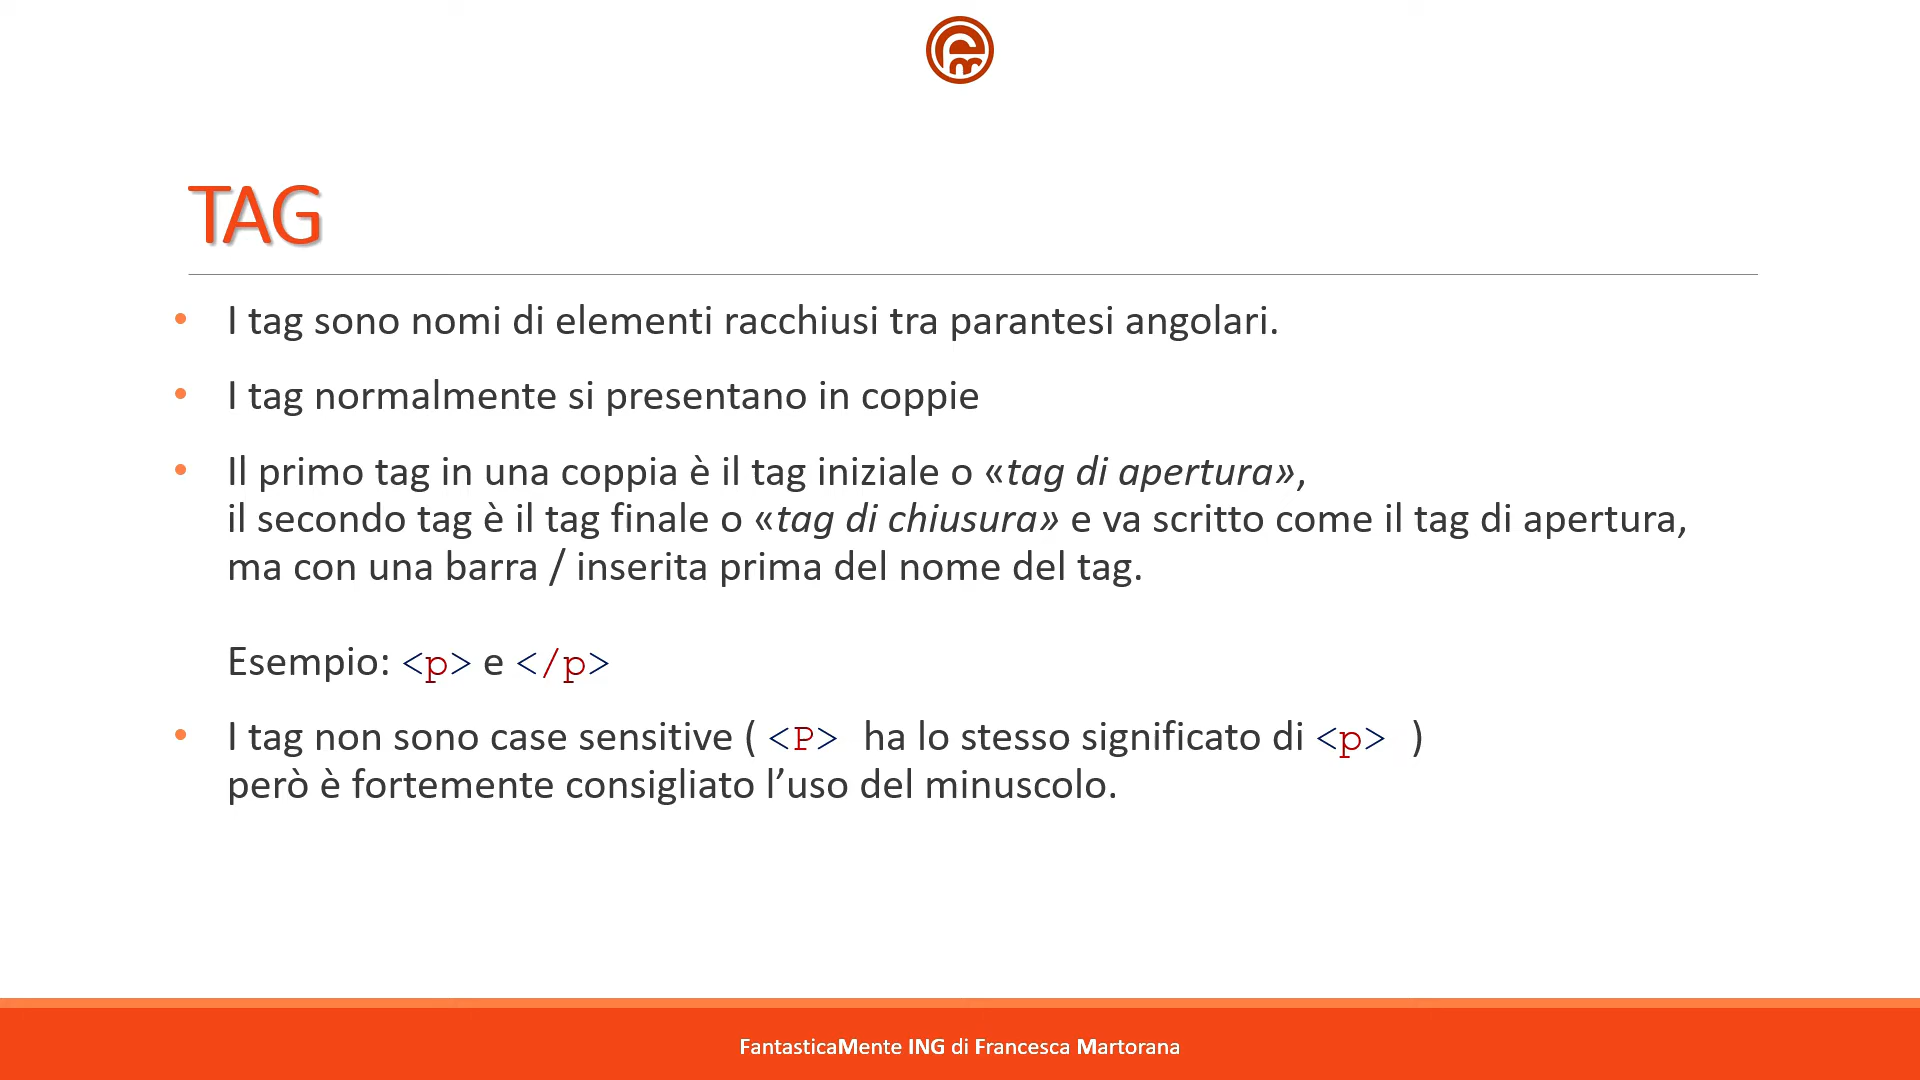 TAG
• I tag sono nomi di elementi racchiusi tra parantesi angolari.
• I tag normalmente si presentano in coppie
• Il primo tag in una coppia è il tag iniziale o «tag di apertura»,
il secondo tag è il tag finale o «tag di chiusura» e va scritto come il tag di apertura,
ma con una barra / inserita prima del nome del tag.
Esempio: <p> e </p>
• I tag non sono case sensitive ( <P> ha lo stesso significato di <p> )
però è fortemente consigliato l’uso del minuscolo.
FantasticaMente ING di Francesca Martorana